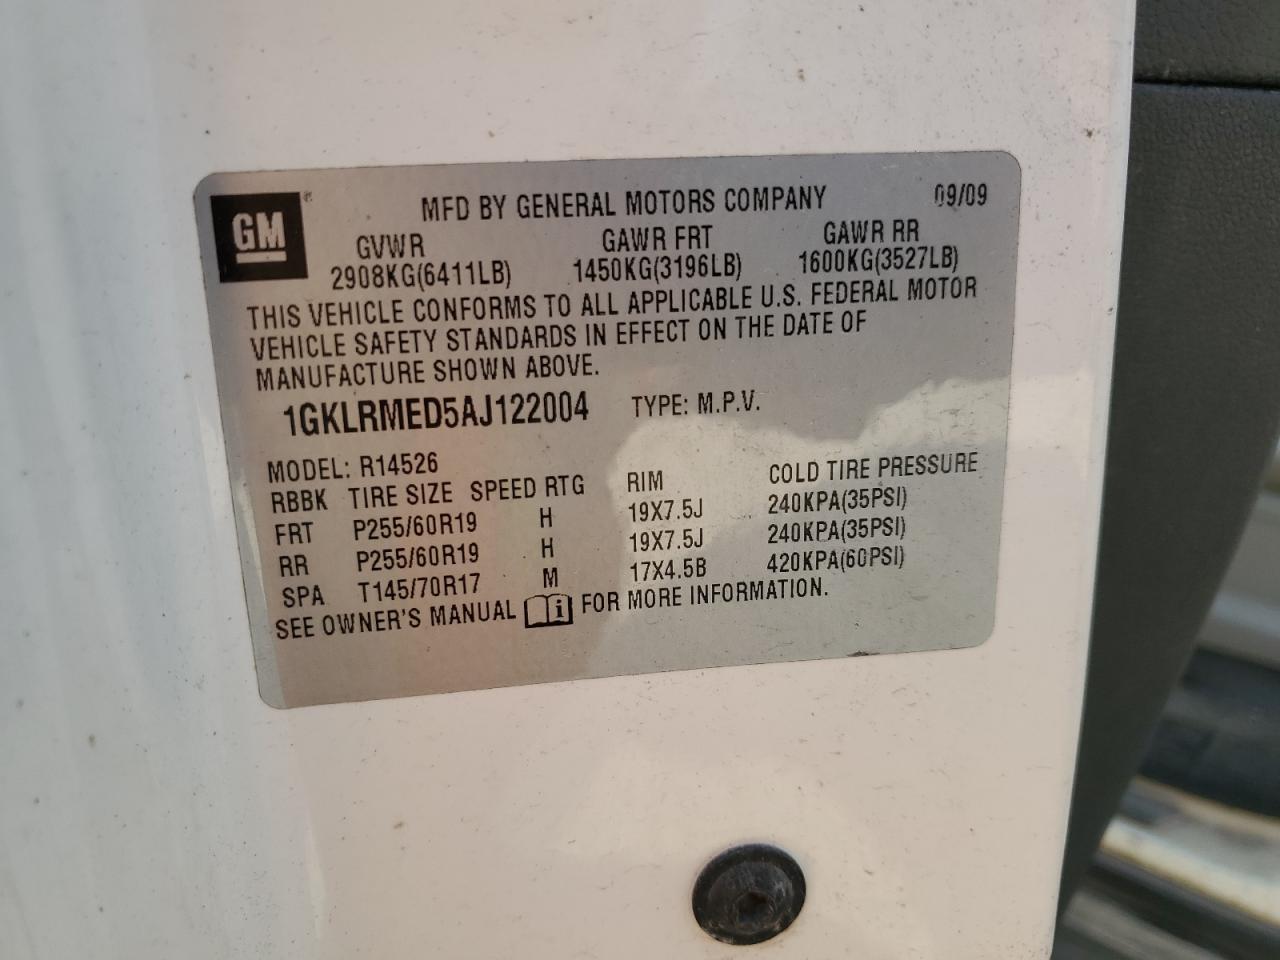 GM ®
MFD BY GENERAL MOTORS COMPANY 09/09
GVWR GAWR FRT GAWR RR
2908KG(6411LB) 1450KG(3196LB) 1600KG(3527LB)
THIS VEHICLE CONFORMS TO ALL APPLICABLE U.S. FEDERAL MOTOR
VEHICLE SAFETY STANDARDS IN EFFECT ON THE DATE OF
MANUFACTURE SHOWN ABOVE.
1GKLRMED5AJ122004 TYPE: M.P.V.
MODEL: R14526
RBBK TIRE SIZE SPEED RTG RIM COLD TIRE PRESSURE
FRT P255/60R19 H 19X7.5J 240KPA(35PSI)
RR P255/60R19 H 19X7.5J 240KPA(35PSI)
SPA T145/70R17 M 17X4.5B 420KPA(60PSI)
SEE OWNER'S MANUAL i FOR MORE INFORMATION.